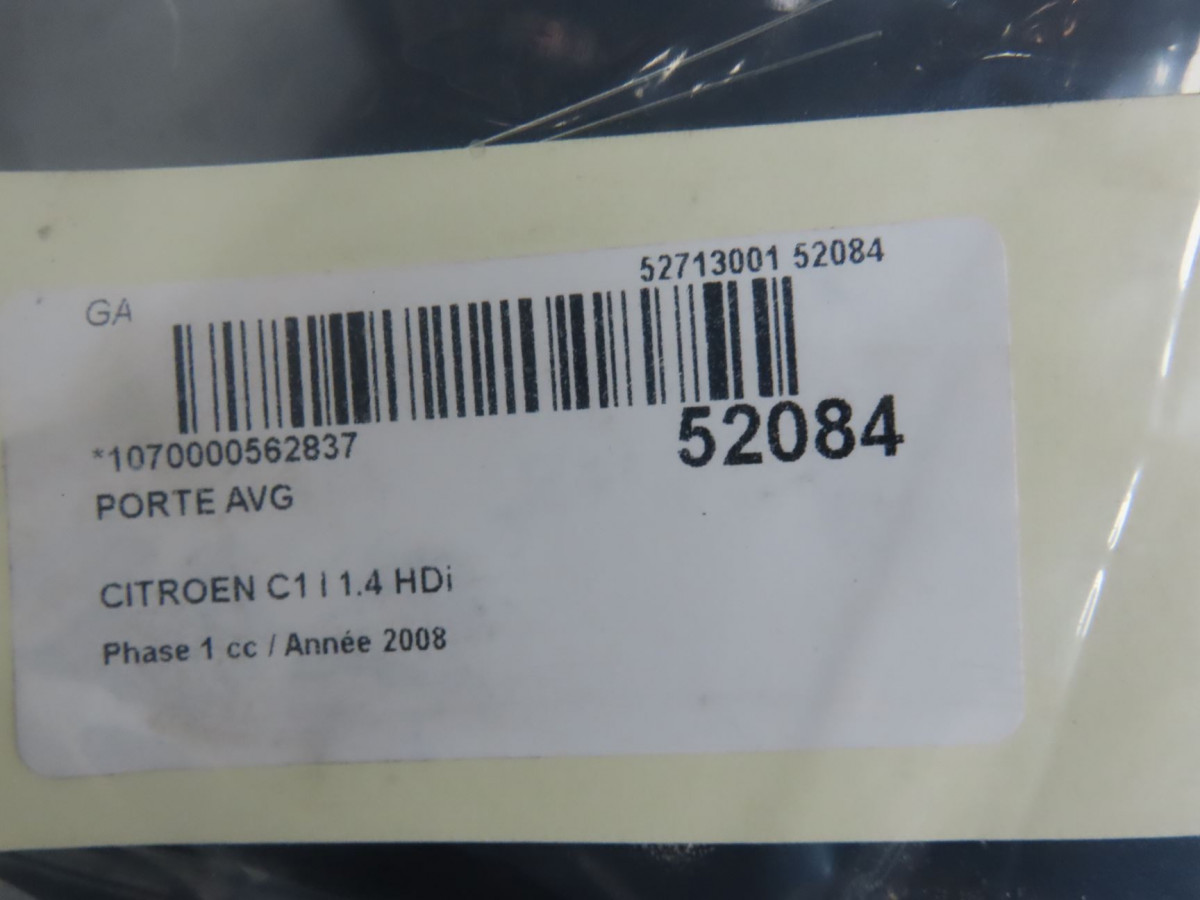 52713001 52084
GA
52084
*1070000562837
PORTE AVG
CITROEN C1 I 1.4 HDi
Phase 1 cc / Année 2008